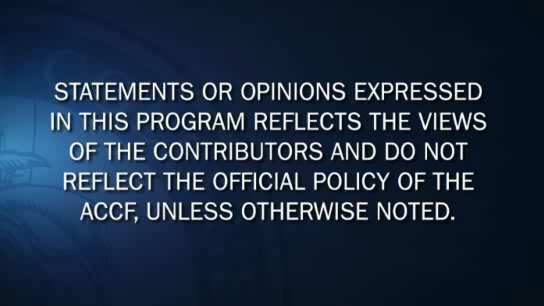 STATEMENTS OR OPINIONS EXPRESSED
IN THIS PROGRAM REFLECTS THE VIEWS
OF THE CONTRIBUTORS AND DO NOT
REFLECT THE OFFICIAL POLICY OF THE
ACCF, UNLESS OTHERWISE NOTED.